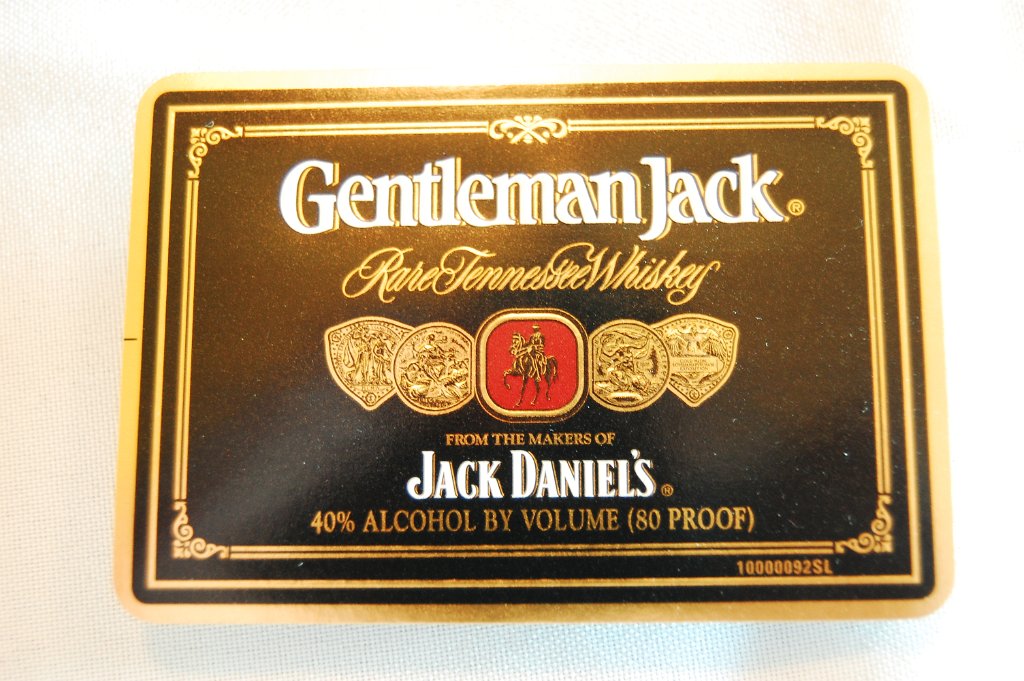 Gentleman Jack®
Rare Tennessee Whiskey
FROM THE MAKERS OF
JACK DANIEL'S®
40% ALCOHOL BY VOLUME (80 PROOF)
10000092SL